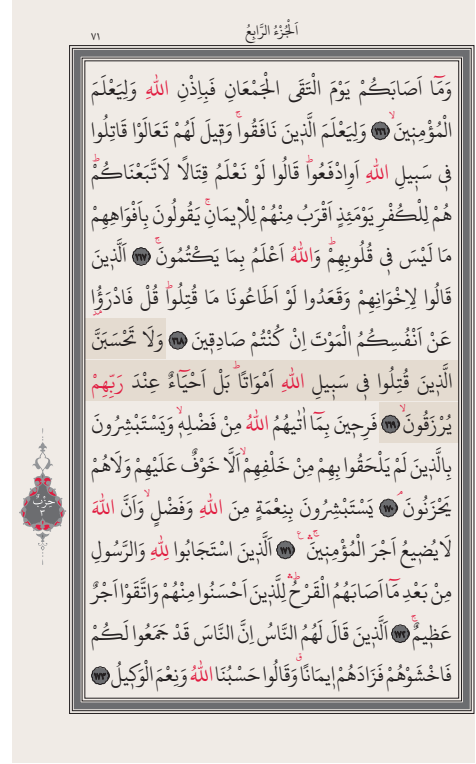 اَلْجُزْءُ الرَّابِعُ
٧١
وَمَٓا اَصَابَكُمْ يَوْمَ الْتَقَى الْجَمْعَانِ فَبِاِذْنِ اللّٰهِ وَلِيَعْلَمَ
الْمُؤْمِن۪ينَۙ ﴿١٦٦﴾ وَلِيَعْلَمَ الَّذ۪ينَ نَافَقُواۚ وَق۪يلَ لَهُمْ تَعَالَوْا قَاتِلُوا
ف۪ي سَب۪يلِ اللّٰهِ اَوِادْفَعُواۜ قَالُوا لَوْ نَعْلَمُ قِتَالًا لَاتَّبَعْنَاكُمْۜ
هُمْ لِلْكُفْرِ يَوْمَئِذٍ اَقْرَبُ مِنْهُمْ لِلْا۪يمَانِۚ يَقُولُونَ بِاَفْوَاهِهِمْ
مَا لَيْسَ ف۪ي قُلُوبِهِمْۜ وَاللّٰهُ اَعْلَمُ بِمَا يَكْتُمُونَۚ ﴿١٦٧﴾ اَلَّذ۪ينَ
قَالُوا لِاِخْوَانِهِمْ وَقَعَدُوا لَوْ اَطَاعُونَا مَا قُتِلُواۜ قُلْ فَادْرَؤُ۫ا
عَنْ اَنْفُسِكُمُ الْمَوْتَ اِنْ كُنْتُمْ صَادِق۪ينَ ﴿١٦٨﴾ وَلَا تَحْسَبَنَّ
الَّذ۪ينَ قُتِلُوا ف۪ي سَب۪يلِ اللّٰهِ اَمْوَاتًاۜ بَلْ اَحْيَٓاءٌ عِنْدَ رَبِّهِمْ
يُرْزَقُونَۙ ﴿١٦٩﴾ فَرِح۪ينَ بِمَٓا اٰتٰيهُمُ اللّٰهُ مِنْ فَضْلِه۪ۙ وَيَسْتَبْشِرُونَ
بِالَّذ۪ينَ لَمْ يَلْحَقُوا بِهِمْ مِنْ خَلْفِهِمْۙ اَلَّا خَوْفٌ عَلَيْهِمْ وَلَاهُمْ
يَحْزَنُونَۢ ﴿١٧٠﴾ يَسْتَبْشِرُونَ بِنِعْمَةٍ مِنَ اللّٰهِ وَفَضْلٍۙ وَاَنَّ اللّٰهَ
لَايُض۪يعُ اَجْرَ الْمُؤْمِن۪ينَۚۛ ﴿١٧١﴾ اَلَّذ۪ينَ اسْتَجَابُوا لِلّٰهِ وَالرَّسُولِ
مِنْ بَعْدِ مَٓا اَصَابَهُمُ الْقَرْحُۜۛ لِلَّذ۪ينَ اَحْسَنُوا مِنْهُمْ وَاتَّقَوْا اَجْرٌ
عَظ۪يمٌۚ ﴿١٧٢﴾ اَلَّذ۪ينَ قَالَ لَهُمُ النَّاسُ اِنَّ النَّاسَ قَدْ جَمَعُوا لَكُمْ
فَاخْشَوْهُمْ فَزَادَهُمْ ا۪يمَانًاۗ وَقَالُوا حَسْبُنَا اللّٰهُ وَنِعْمَ الْوَك۪يلُ ﴿١٧٣﴾
حزب